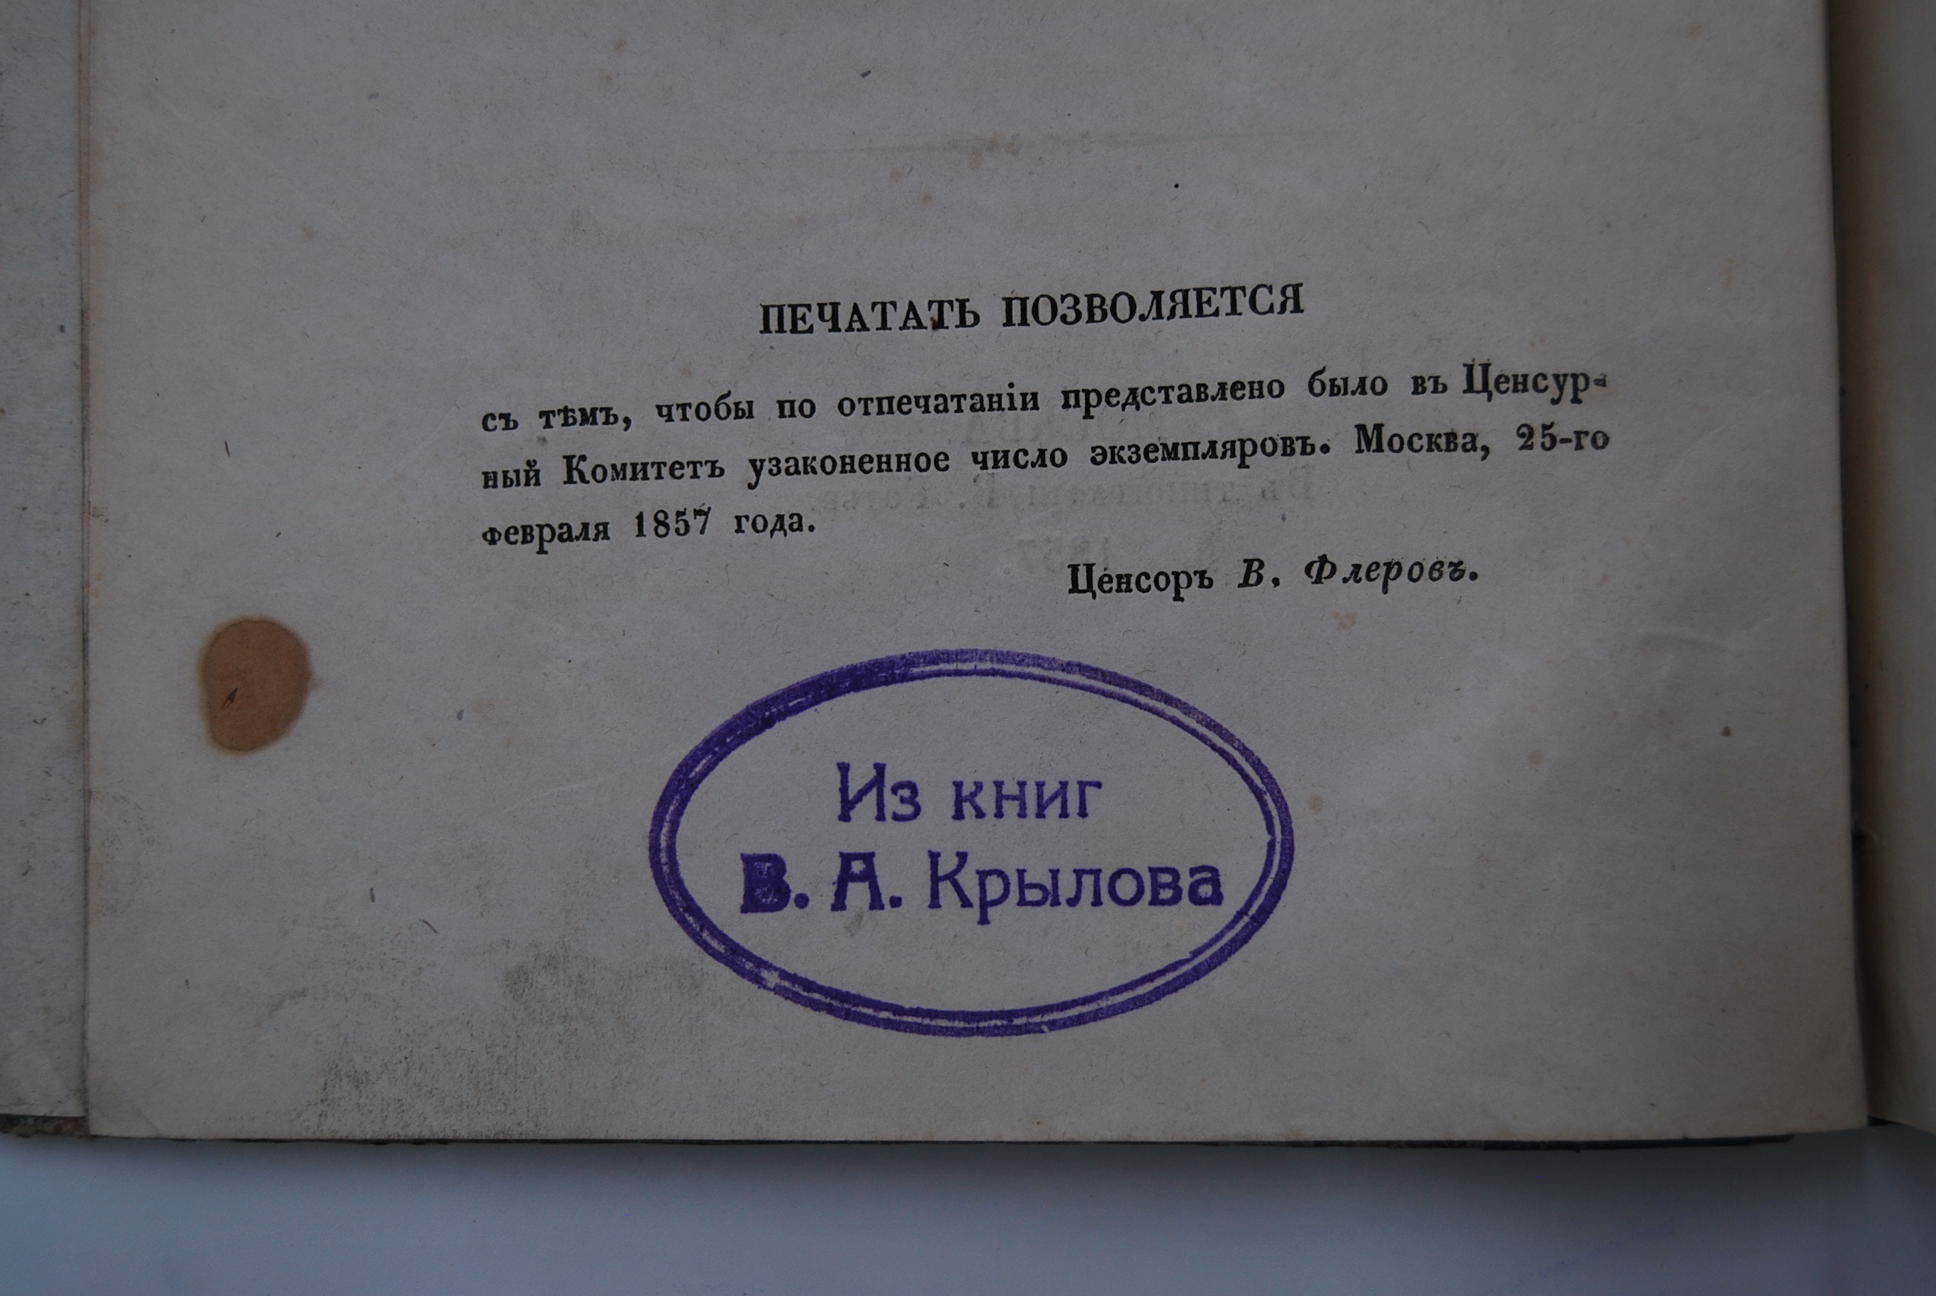 ПЕЧАТАТЬ ПОЗВОЛЯЕТСЯ
съ тѣмъ, чтобы по отпечатаніи представлено было въ Ценсур-
ный Комитетъ узаконенное число экземпляровъ. Москва, 25-го
февраля 1857 года.
Ценсоръ В. Флеровъ.
Из книг
В. А. Крылова